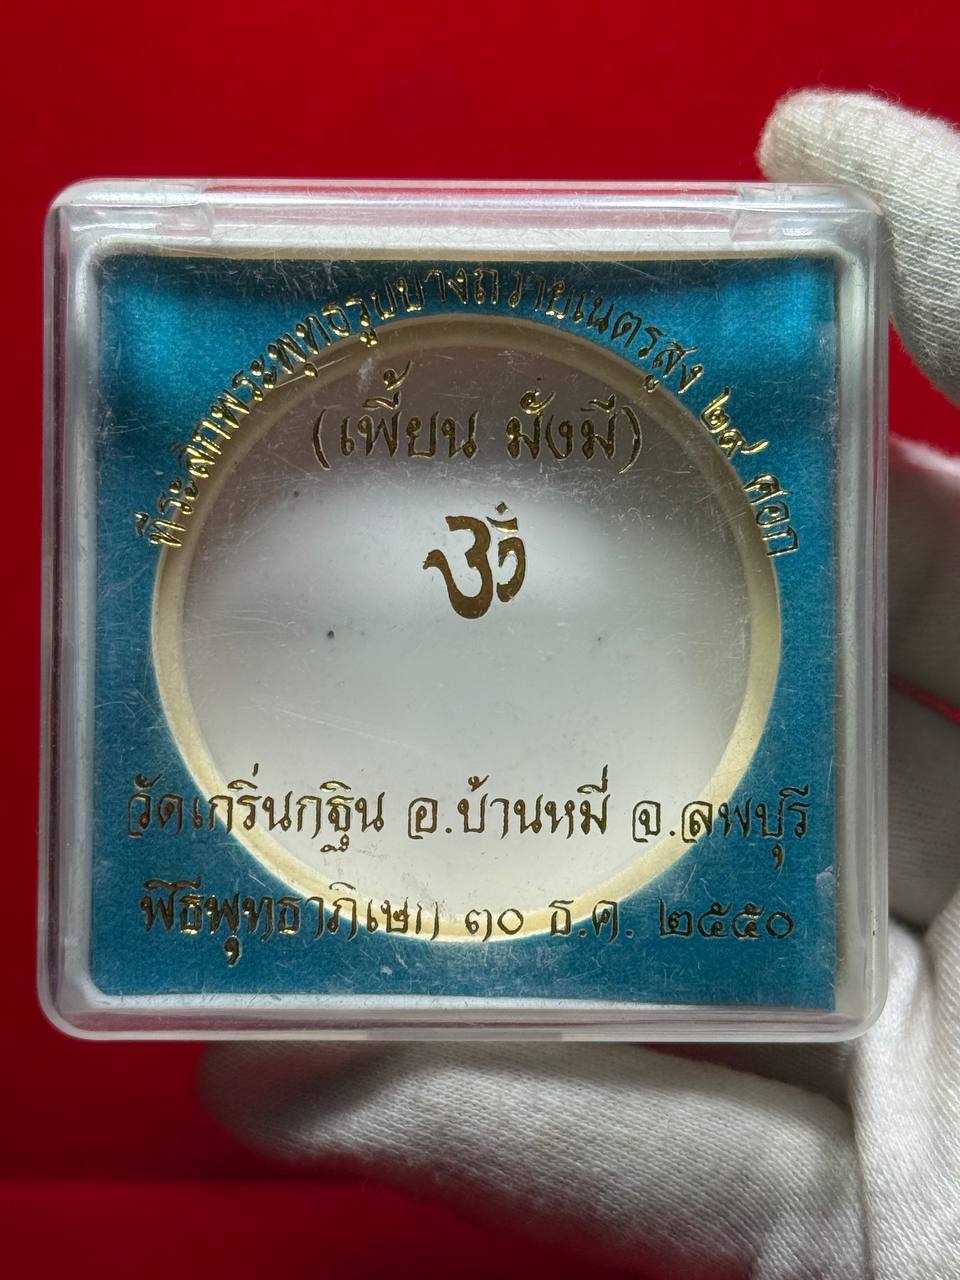 ที่ระลึกพระพุทธรูปปางถวายเนตรสูง ๒๙ ศอก
(เพี้ยน มั่งมี)
วัดเกริ่นกฐิน อ.บ้านหมี่ จ.ลพบุรี
พิธีพุทธาภิเษก ๓๐ ธ.ค. ๒๕๕๐